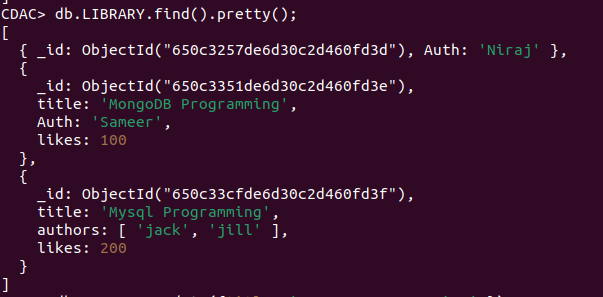 CDAC> db.LIBRARY.find().pretty();
[
  { _id: ObjectId("650c3257de6d30c2d460fd3d"), Auth: 'Niraj' },
  {
    _id: ObjectId("650c3351de6d30c2d460fd3e"),
    title: 'MongoDB Programming',
    Auth: 'Sameer',
    likes: 100
  },
  {
    _id: ObjectId("650c33cfde6d30c2d460fd3f"),
    title: 'Mysql Programming',
    authors: [ 'jack', 'jill' ],
    likes: 200
  }
]